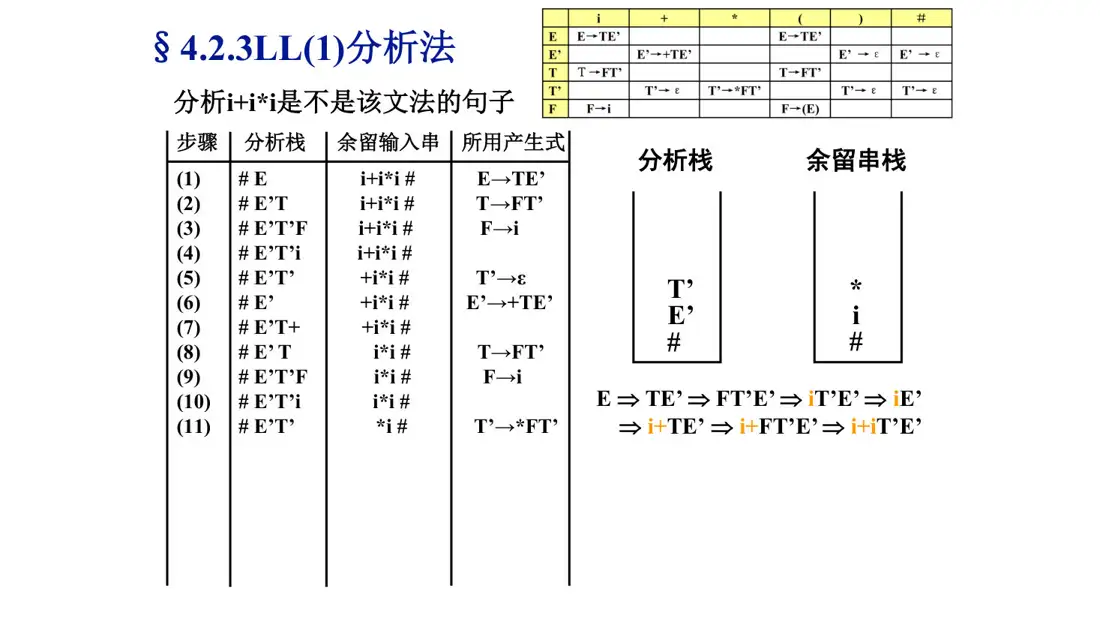 §4.2.3LL(1)分析法
i + * ( ) #
E E→TE’ E→TE’
E’ E’→+TE’ E’→ε E’→ε
T T→FT’ T→FT’
T’ T’→ε T’→*FT’ T’→ε T’→ε
F F→i F→(E)
分析i+i*i是不是该文法的句子
步骤 分析栈 余留输入串 所用产生式
(1) # E i+i*i # E→TE’
(2) # E’T i+i*i # T→FT’
(3) # E’T’F i+i*i # F→i
(4) # E’T’i i+i*i #
(5) # E’T’ +i*i # T’→ε
(6) # E’ +i*i # E’→+TE’
(7) # E’T+ +i*i #
(8) # E’ T i*i # T→FT’
(9) # E’T’F i*i # F→i
(10) # E’T’i i*i #
(11) # E’T’ *i # T’→*FT’
分析栈 余留串栈
T’ *
E’ i
# #
E ⇒ TE’ ⇒ FT’E’ ⇒ iT’E’ ⇒ iE’
⇒ i+TE’ ⇒ i+FT’E’ ⇒ i+iT’E’